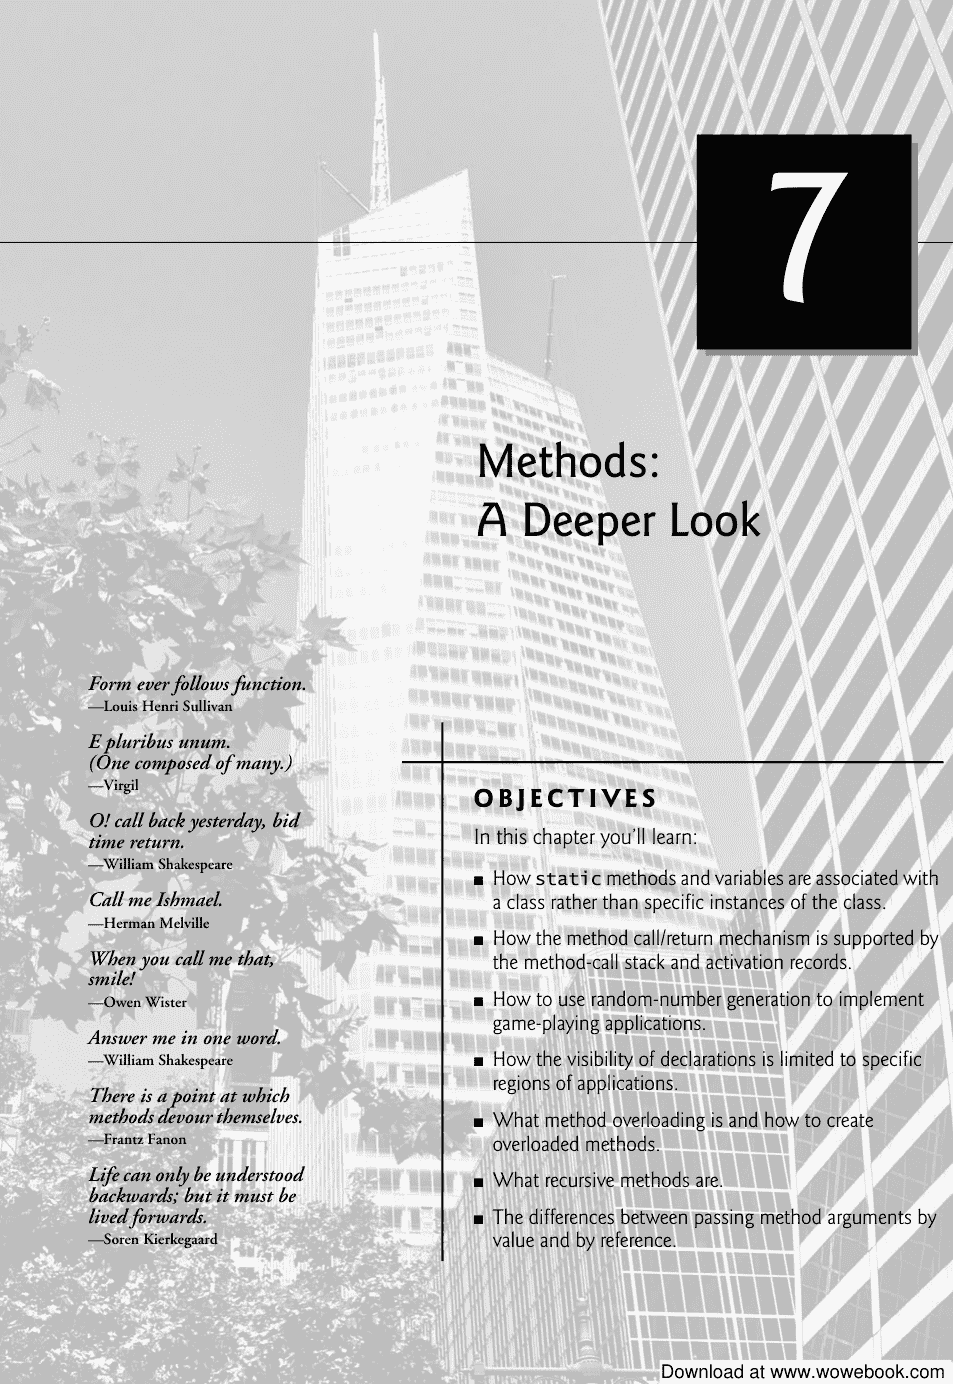 7
Methods:
A Deeper Look
Form ever follows function.
—Louis Henri Sullivan
E pluribus unum.
(One composed of many.)
—Virgil
O! call back yesterday, bid
time return.
—William Shakespeare
Call me Ishmael.
—Herman Melville
When you call me that,
smile!
—Owen Wister
Answer me in one word.
—William Shakespeare
There is a point at which
methods devour themselves.
—Frantz Fanon
Life can only be understood
backwards; but it must be
lived forwards.
—Soren Kierkegaard
OBJECTIVES
In this chapter you’ll learn:
■ How static methods and variables are associated with
a class rather than specific instances of the class.
■ How the method call/return mechanism is supported by
the method-call stack and activation records.
■ How to use random-number generation to implement
game-playing applications.
■ How the visibility of declarations is limited to specific
regions of applications.
■ What method overloading is and how to create
overloaded methods.
■ What recursive methods are.
■ The differences between passing method arguments by
value and by reference.
Download at www.wowebook.com